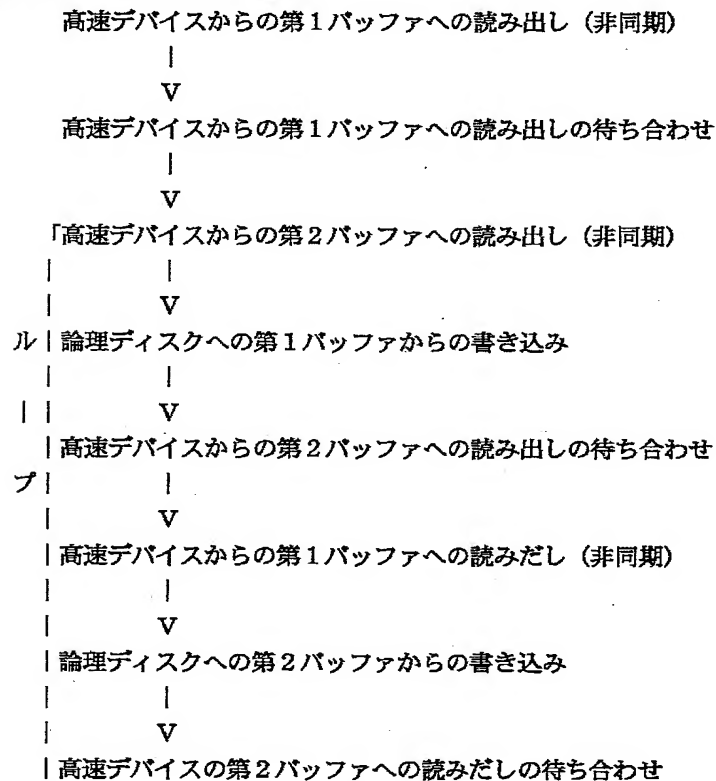 高速デバイスからの第1バッファへの読み出し（非同期）
|
V
高速デバイスからの第1バッファへの読み出しの待ち合わせ
|
V
「高速デバイスからの第2バッファへの読み出し（非同期）
| |
| V
ル|論理ディスクへの第1バッファからの書き込み
| |
| | V
|高速デバイスからの第2バッファへの読み出しの待ち合わせ
プ| |
| V
|高速デバイスからの第1バッファへの読みだし（非同期）
| |
| V
|論理ディスクへの第2バッファからの書き込み
| |
| V
|高速デバイスの第2バッファへの読みだしの待ち合わせ